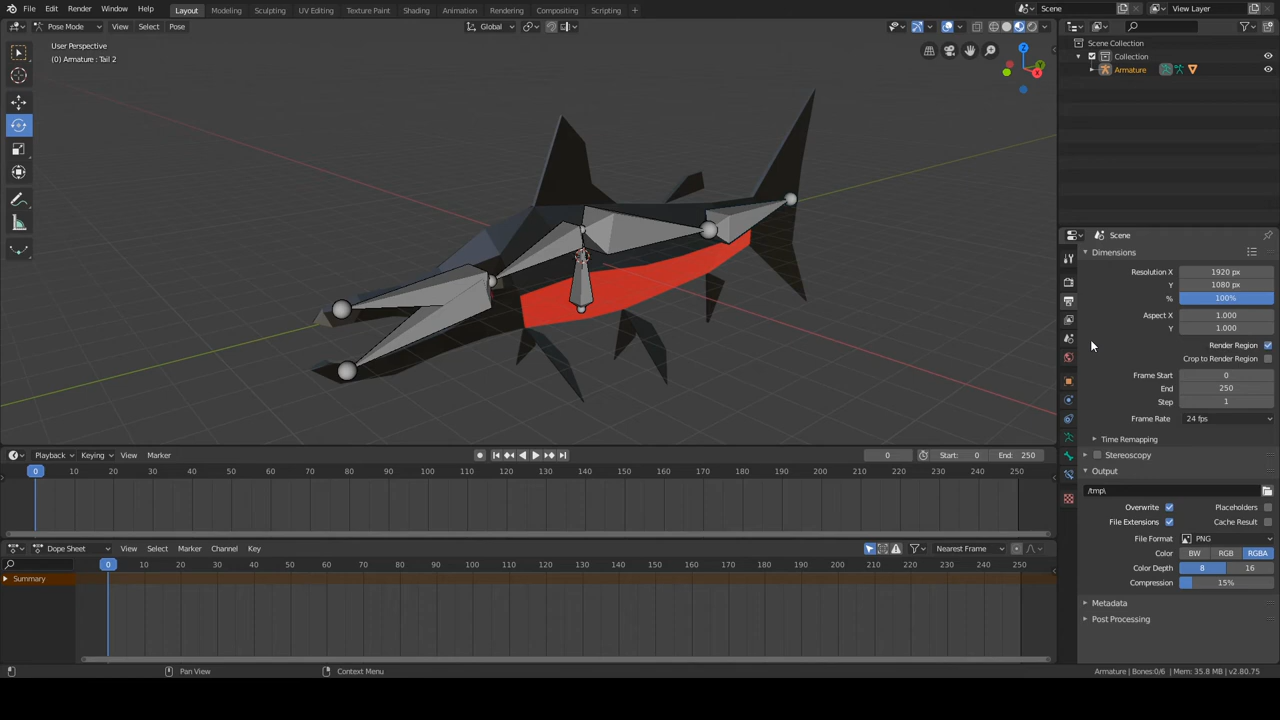 File Edit Render Window Help Layout Modeling Sculpting UV Editing Texture Paint Shading Animation Rendering Compositing Scripting + Scene View Layer
Pose Mode View Select Pose Global
User Perspective
(0) Armature : Tail 2
Z
Y
X
Scene Collection
Collection
Armature
Scene
Dimensions
Resolution X 1920 px
Y 1080 px
% 100%
Aspect X 1.000
Y 1.000
Render Region
Crop to Render Region
Frame Start 0
End 250
Step 1
Frame Rate 24 fps
Time Remapping
Stereoscopy
Output
/tmp\
Overwrite Placeholders
File Extensions Cache Result
File Format PNG
Color BW RGB RGBA
Color Depth 8 16
Compression 15%
Metadata
Post Processing
Playback Keying View Marker 0 Start: 0 End: 250
0 10 20 30 40 50 60 70 80 90 100 110 120 130 140 150 160 170 180 190 200 210 220 230 240 250
Dope Sheet View Select Marker Channel Key Nearest Frame
0 10 20 30 40 50 60 70 80 90 100 110 120 130 140 150 160 170 180 190 200 210 220 230 240 250
Summary
Pan View Context Menu Armature | Bones:0/6 | Mem: 35.8 MB | v2.80.75